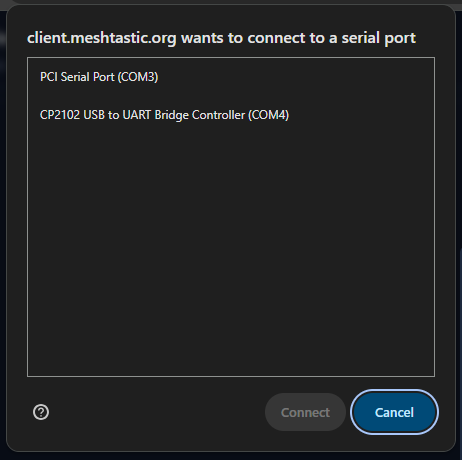 client.meshtastic.org wants to connect to a serial port
PCI Serial Port (COM3)
CP2102 USB to UART Bridge Controller (COM4)
Connect
Cancel